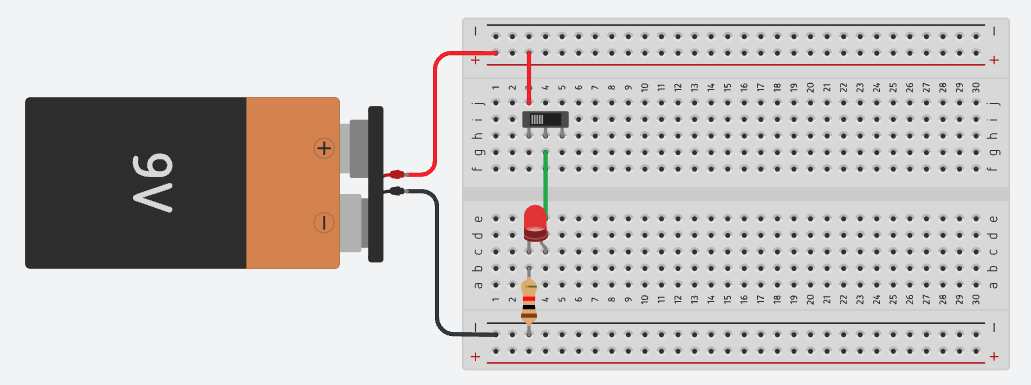 − −
+ +
1 2 3 4 5 6 7 8 9 10 11 12 13 14 15 16 17 18 19 20 21 22 23 24 25 26 27 28 29 30
j j
i i
h h
g g
f f
9V
+
−
e e
d d
c c
b b
a a
1 2 3 4 5 6 7 8 9 10 11 12 13 14 15 16 17 18 19 20 21 22 23 24 25 26 27 28 29 30
− −
+ +